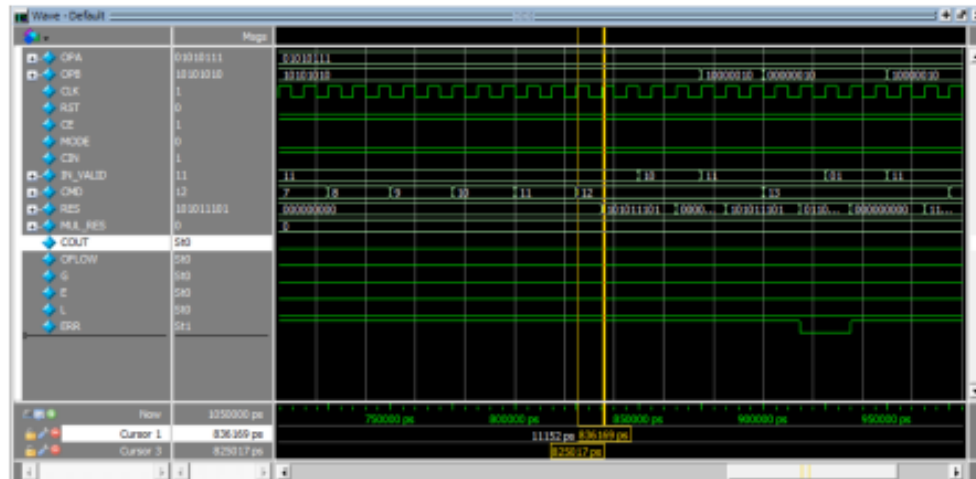 Wave - Default
Msgs
OPA 01010111 01010111
OPB 10101010 10101010 10000010 00000010 10000010
CLK 1
RST 0
CE 1
MODE 0
CIN 1
IN_VALID 11 11 10 11 01 11
CMD 12 7 8 9 10 11 12 13
RES 101011101 000000000 101011101 0000... 101011101 0110... 000000000 11...
MUL_RES 0 0
COUT St0
OFLOW St0
G St0
E St0
L St0
ERR St1
Now 1050000 ps 750000 ps 800000 ps 850000 ps 900000 ps 950000 ps
Cursor 1 836169 ps 11152 ps 836169 ps
Cursor 3 825017 ps 825017 ps